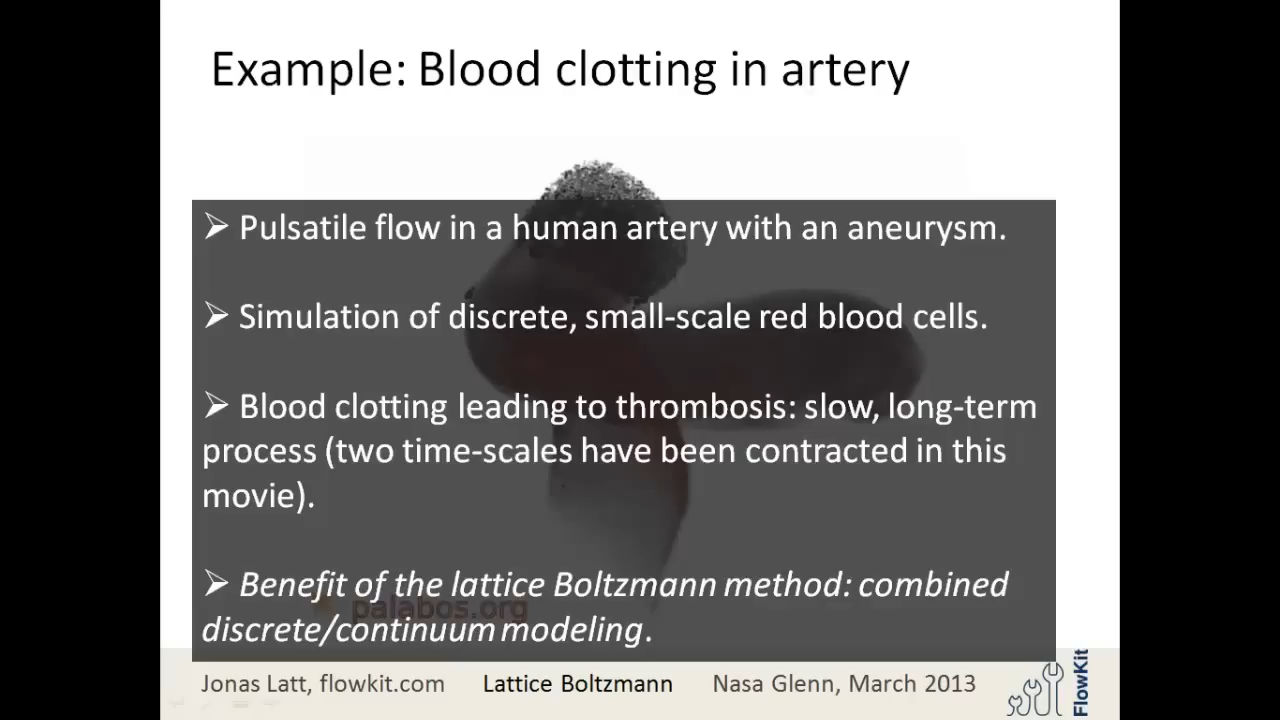 Example: Blood clotting in artery
➢ Pulsatile flow in a human artery with an aneurysm.
➢ Simulation of discrete, small-scale red blood cells.
➢ Blood clotting leading to thrombosis: slow, long-term
process (two time-scales have been contracted in this
movie).
➢ Benefit of the lattice Boltzmann method: combined
palabos.org
discrete/continuum modeling.
Jonas Latt, flowkit.com Lattice Boltzmann Nasa Glenn, March 2013
FlowKit